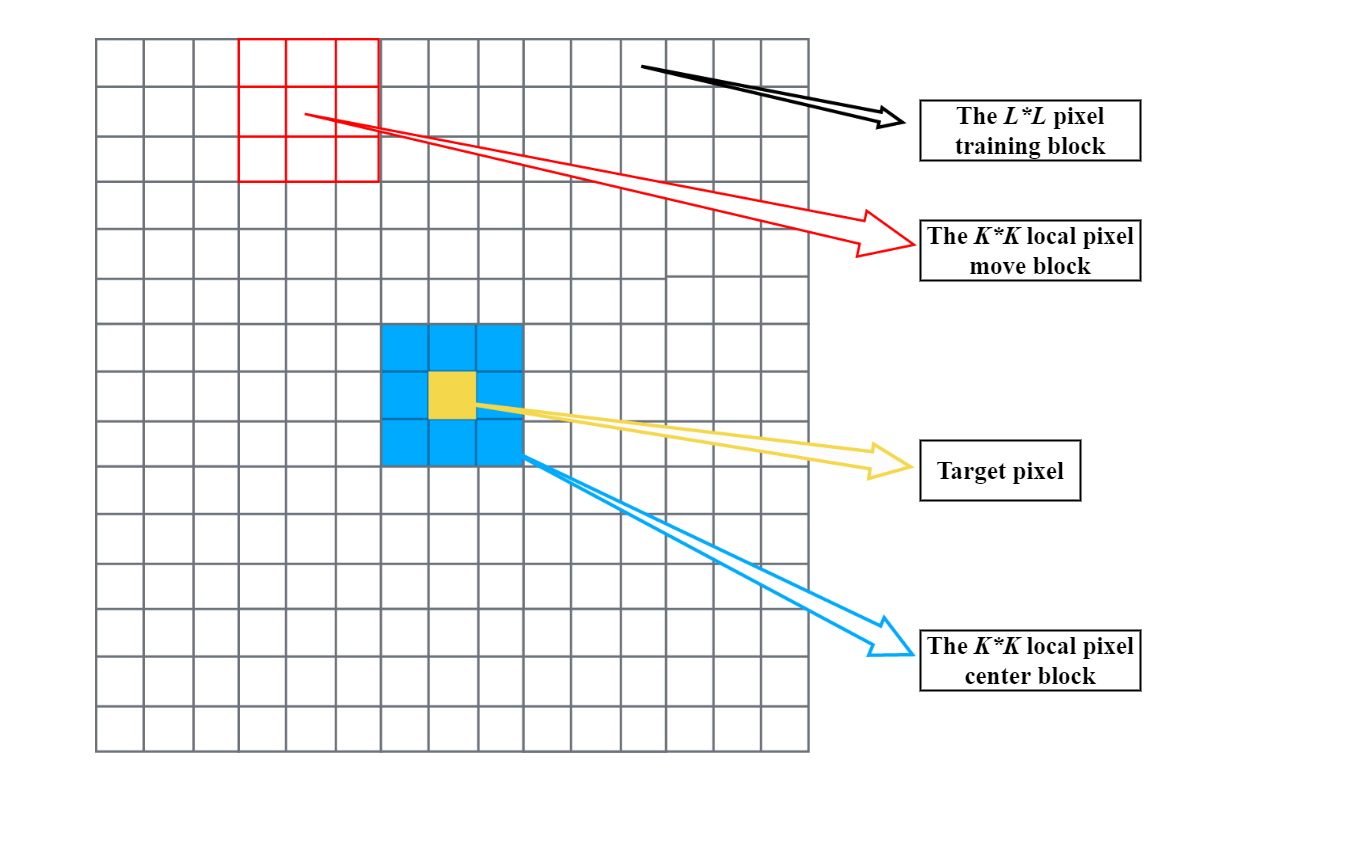 The L*L pixel
training block
The K*K local pixel
move block
Target pixel
The K*K local pixel
center block